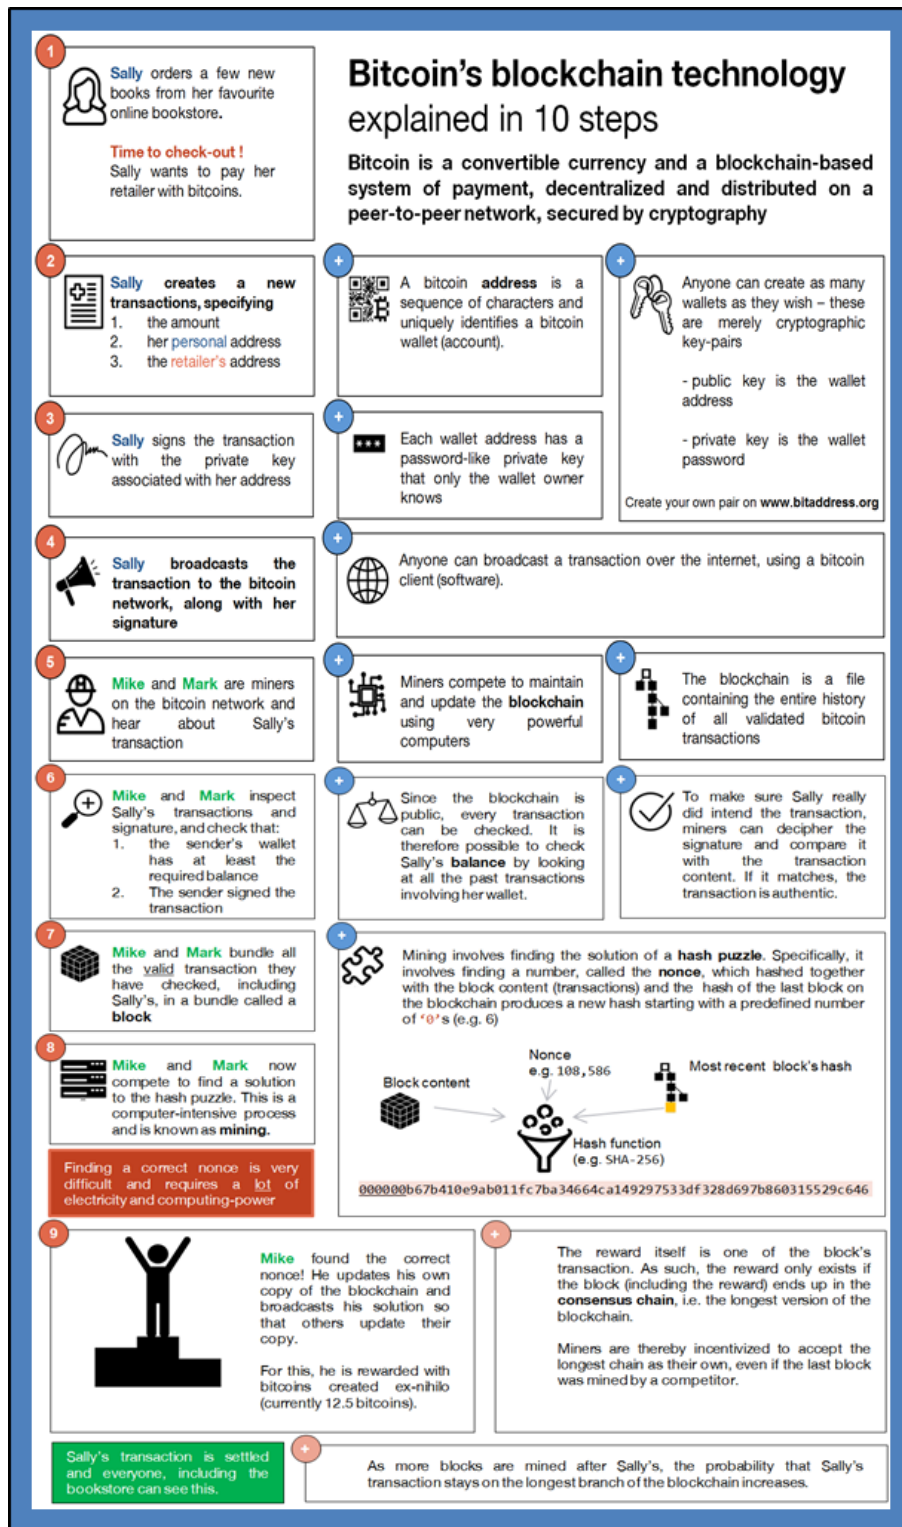 1
Sally orders a few new
books from her favourite
online bookstore.
Time to check-out !
Sally wants to pay her
retailer with bitcoins.
Bitcoin's blockchain technology
explained in 10 steps
Bitcoin is a convertible currency and a blockchain-based
system of payment, decentralized and distributed on a
peer-to-peer network, secured by cryptography
2
Sally creates a new
transactions, specifying
1. the amount
2. her personal address
3. the retailer's address
+
A bitcoin address is a
sequence of characters and
uniquely identifies a bitcoin
wallet (account).
+
Anyone can create as many
wallets as they wish – these
are merely cryptographic
key-pairs
- public key is the wallet
address
- private key is the wallet
password
Create your own pair on www.bitaddress.org
3
Sally signs the transaction
with the private key
associated with her address
+
***
Each wallet address has a
password-like private key
that only the wallet owner
knows
4
Sally broadcasts the
transaction to the bitcoin
network, along with her
signature
+
Anyone can broadcast a transaction over the internet, using a bitcoin
client (software).
5
Mike and Mark are miners
on the bitcoin network and
hear about Sally's
transaction
+
Miners compete to maintain
and update the blockchain
using very powerful
computers
+
The blockchain is a file
containing the entire history
of all validated bitcoin
transactions
6
Mike and Mark inspect
Sally's transactions and
signature, and check that:
1. the sender's wallet
has at least the
required balance
2. The sender signed the
transaction
+
Since the blockchain is
public, every transaction
can be checked. It is
therefore possible to check
Sally's balance by looking
at all the past transactions
involving her wallet.
+
To make sure Sally really
did intend the transaction,
miners can decipher the
signature and compare it
with the transaction
content. If it matches, the
transaction is authentic.
7
Mike and Mark bundle all
the valid transaction they
have checked, including
Sally's, in a bundle called a
block
+
Mining involves finding the solution of a hash puzzle. Specifically, it
involves finding a number, called the nonce, which hashed together
with the block content (transactions) and the hash of the last block on
the blockchain produces a new hash starting with a predefined number
of '0's (e.g. 6)
Block content
Nonce
e.g. 108,586
Most recent block's hash
Hash function
(e.g. SHA-256)
000000b67b410e9ab011fc7ba34664ca149297533df328d697b860315529c646
8
Mike and Mark now
compete to find a solution
to the hash puzzle. This is a
computer-intensive process
and is known as mining.
Finding a correct nonce is very
difficult and requires a lot of
electricity and computing-power
9
Mike found the correct
nonce! He updates his own
copy of the blockchain and
broadcasts his solution so
that others update their
copy.
For this, he is rewarded with
bitcoins created ex-nihilo
(currently 12.5 bitcoins).
+
The reward itself is one of the block's
transaction. As such, the reward only exists if
the block (including the reward) ends up in the
consensus chain, i.e. the longest version of the
blockchain.
Miners are thereby incentivized to accept the
longest chain as their own, even if the last block
was mined by a competitor.
Sally's transaction is settled
and everyone, including the
bookstore can see this.
+
As more blocks are mined after Sally's, the probability that Sally's
transaction stays on the longest branch of the blockchain increases.